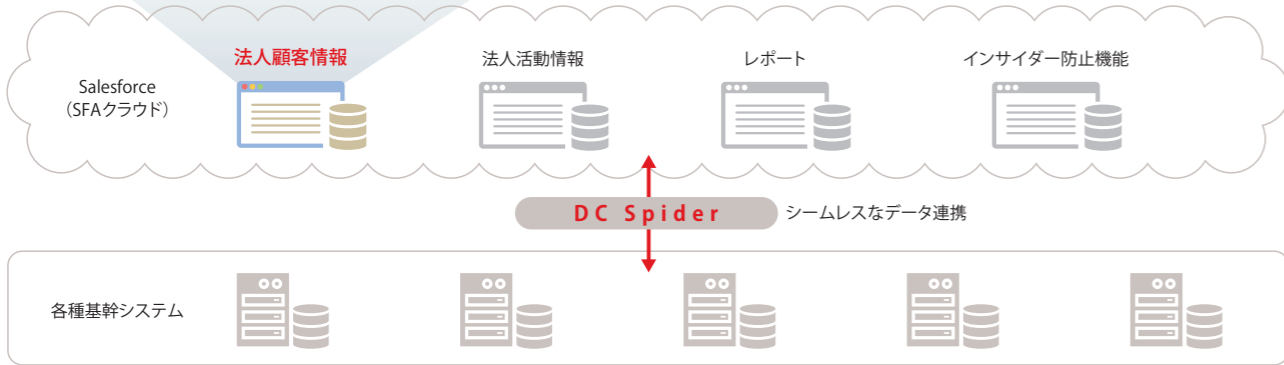 法人顧客情報
法人活動情報
レポート
インサイダー防止機能
Salesforce
（SFAクラウド）
DC Spider
シームレスなデータ連携
各種基幹システム